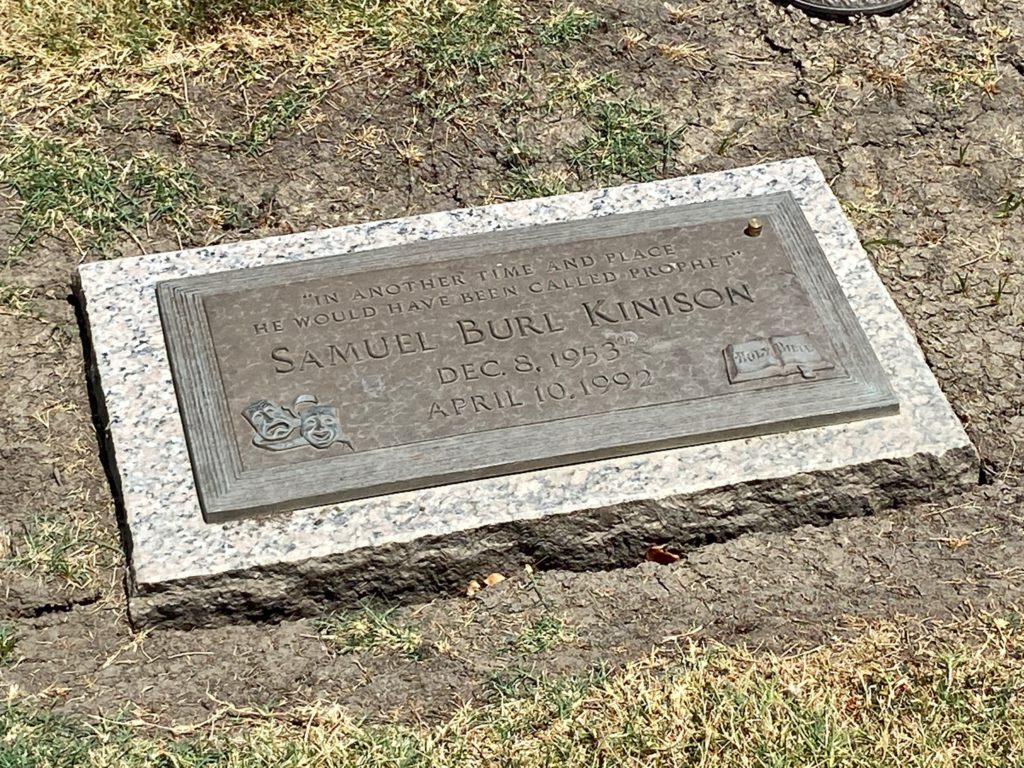 "IN ANOTHER TIME AND PLACE
HE WOULD HAVE BEEN CALLED PROPHET"
SAMUEL BURL KINISON
DEC. 8, 1953
APRIL 10, 1992
HOLY BIBLE